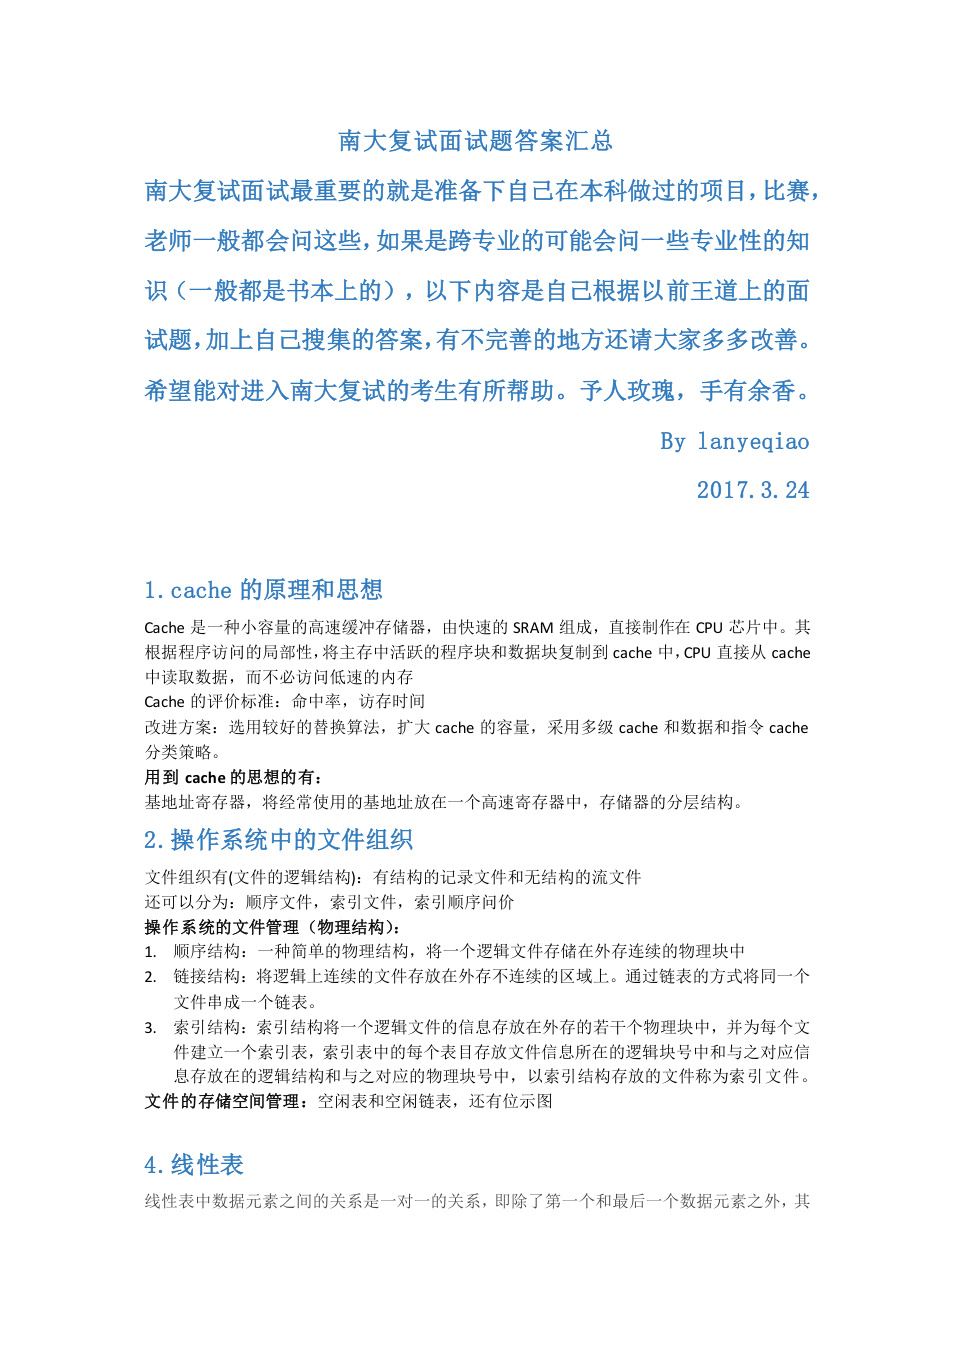 南大复试面试题答案汇总
南大复试面试最重要的就是准备下自己在本科做过的项目，比赛，
老师一般都会问这些，如果是跨专业的可能会问一些专业性的知
识（一般都是书本上的），以下内容是自己根据以前王道上的面
试题，加上自己搜集的答案，有不完善的地方还请大家多多改善。
希望能对进入南大复试的考生有所帮助。予人玫瑰，手有余香。
By lanyeqiao
2017.3.24
1.cache 的原理和思想
Cache 是一种小容量的高速缓冲存储器，由快速的 SRAM 组成，直接制作在 CPU 芯片中。其
根据程序访问的局部性，将主存中活跃的程序块和数据块复制到 cache 中，CPU 直接从 cache
中读取数据，而不必访问低速的内存
Cache 的评价标准：命中率，访存时间
改进方案：选用较好的替换算法，扩大 cache 的容量，采用多级 cache 和数据和指令 cache
分类策略。
用到 cache 的思想的有：
基地址寄存器，将经常使用的基地址放在一个高速寄存器中，存储器的分层结构。
2.操作系统中的文件组织
文件组织有(文件的逻辑结构)：有结构的记录文件和无结构的流文件
还可以分为：顺序文件，索引文件，索引顺序问价
操作系统的文件管理（物理结构）：
1. 顺序结构：一种简单的物理结构，将一个逻辑文件存储在外存连续的物理块中
2. 链接结构：将逻辑上连续的文件存放在外存不连续的区域上。通过链表的方式将同一个
文件串成一个链表。
3. 索引结构：索引结构将一个逻辑文件的信息存放在外存的若干个物理块中，并为每个文
件建立一个索引表，索引表中的每个表目存放文件信息所在的逻辑块号中和与之对应信
息存放在的逻辑结构和与之对应的物理块号中，以索引结构存放的文件称为索引文件。
文件的存储空间管理：空闲表和空闲链表，还有位示图
4.线性表
线性表中数据元素之间的关系是一对一的关系，即除了第一个和最后一个数据元素之外，其